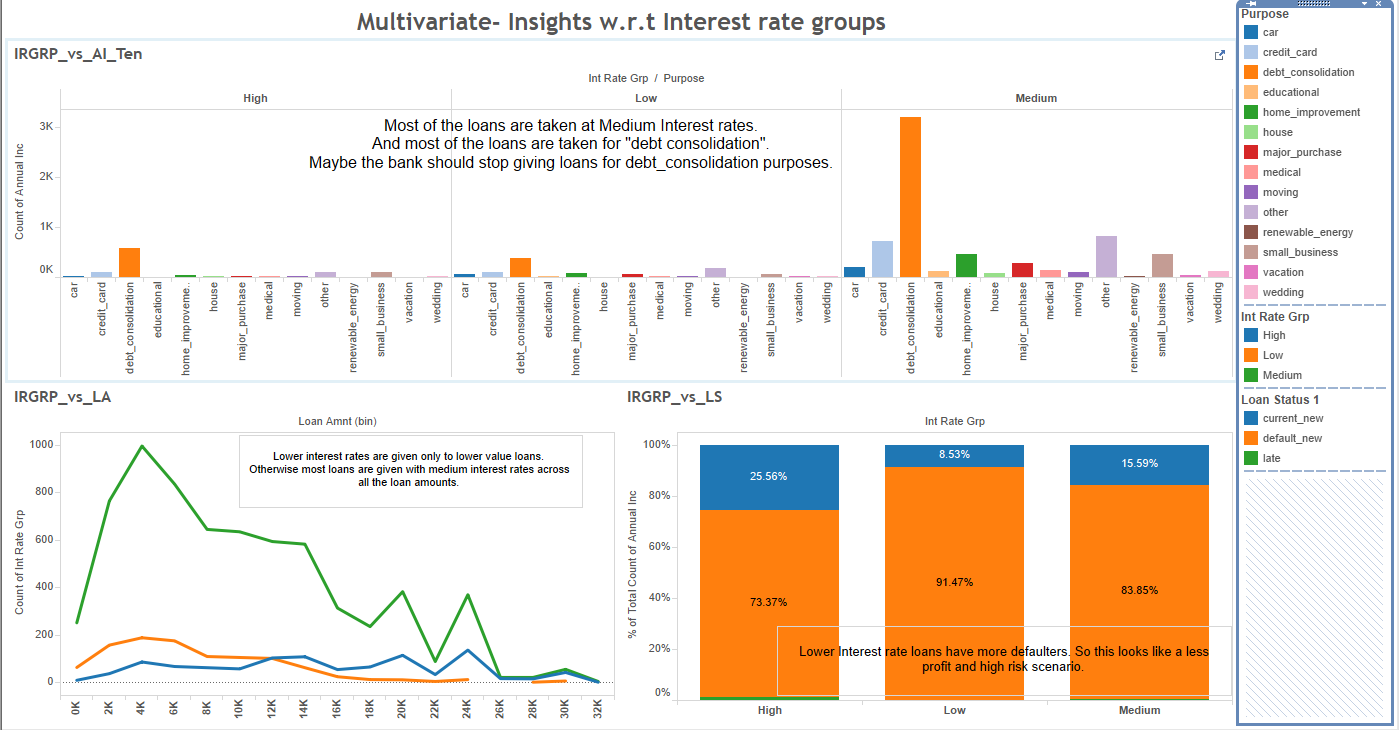 Multivariate- Insights w.r.t Interest rate groups
IRGRP_vs_AI_Ten
Int Rate Grp / Purpose
High Low Medium
Most of the loans are taken at Medium Interest rates.
And most of the loans are taken for "debt consolidation".
Maybe the bank should stop giving loans for debt_consolidation purposes.
Count of Annual Inc
3K
2K
1K
0K
car credit_card debt_consolidation educational home_improveme.. house major_purchase medical moving other renewable_energy small_business vacation wedding
car credit_card debt_consolidation educational home_improveme.. house major_purchase medical moving other renewable_energy small_business vacation wedding
car credit_card debt_consolidation educational home_improveme.. house major_purchase medical moving other renewable_energy small_business vacation wedding
IRGRP_vs_LA
Loan Amnt (bin)
Lower interest rates are given only to lower value loans.
Otherwise most loans are given with medium interest rates across
all the loan amounts.
Count of Int Rate Grp
1000
800
600
400
200
0
0K 2K 4K 6K 8K 10K 12K 14K 16K 18K 20K 22K 24K 26K 28K 30K 32K
IRGRP_vs_LS
Int Rate Grp
% of Total Count of Annual Inc
100%
80%
60%
40%
20%
0%
25.56% 8.53% 15.59%
73.37% 91.47% 83.85%
Lower Interest rate loans have more defaulters. So this looks like a less
profit and high risk scenario.
High Low Medium
Purpose
car
credit_card
debt_consolidation
educational
home_improvement
house
major_purchase
medical
moving
other
renewable_energy
small_business
vacation
wedding
Int Rate Grp
High
Low
Medium
Loan Status 1
current_new
default_new
late